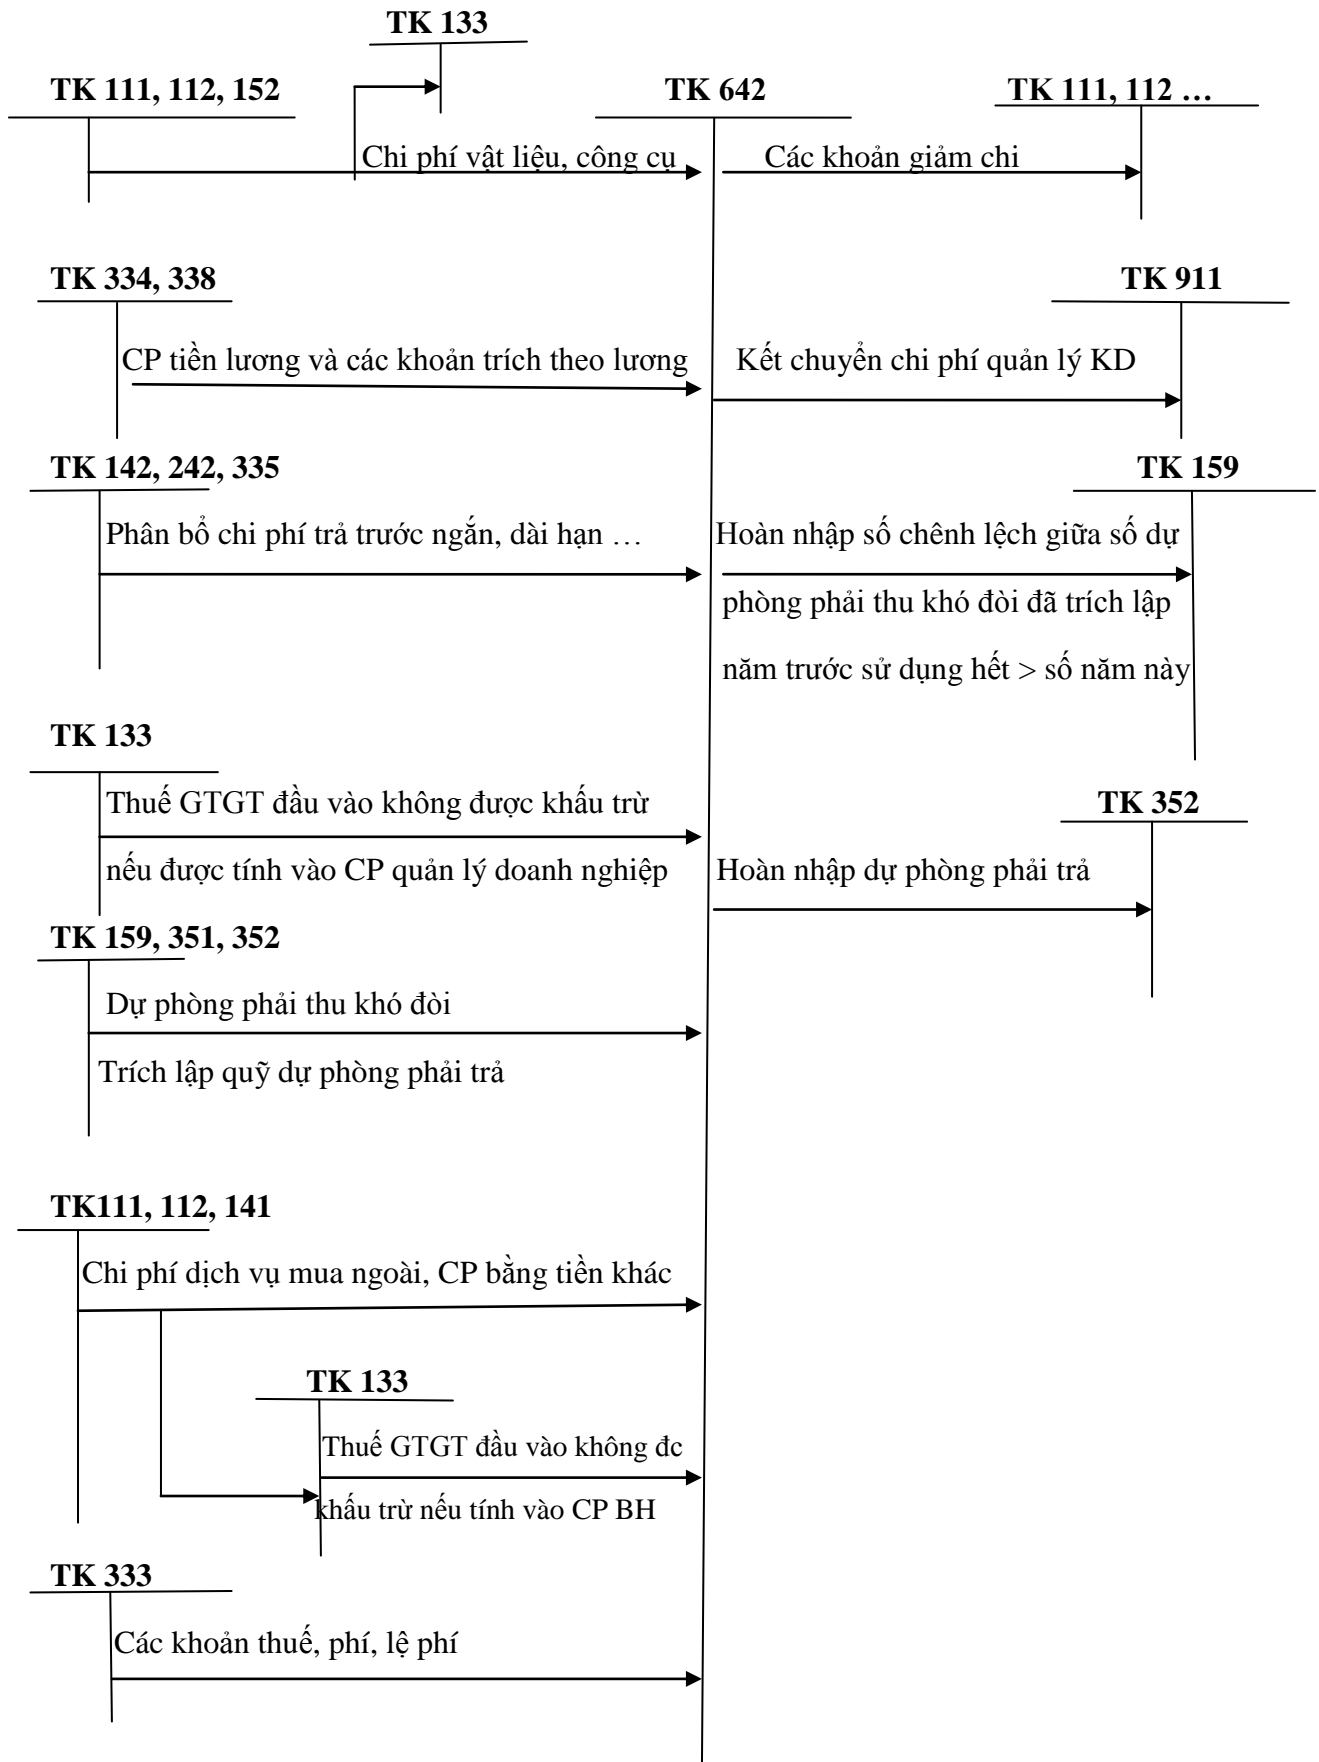 TK 133
TK 111, 112, 152
TK 642
TK 111, 112 …
Chi phí vật liệu, công cụ
Các khoản giảm chi
TK 334, 338
TK 911
CP tiền lương và các khoản trích theo lương
Kết chuyển chi phí quản lý KD
TK 142, 242, 335
TK 159
Phân bổ chi phí trả trước ngắn, dài hạn …
Hoàn nhập số chênh lệch giữa số dự
phòng phải thu khó đòi đã trích lập
năm trước sử dụng hết > số năm này
TK 133
Thuế GTGT đầu vào không được khấu trừ
TK 352
nếu được tính vào CP quản lý doanh nghiệp
Hoàn nhập dự phòng phải trả
TK 159, 351, 352
Dự phòng phải thu khó đòi
Trích lập quỹ dự phòng phải trả
TK111, 112, 141
Chi phí dịch vụ mua ngoài, CP bằng tiền khác
TK 133
Thuế GTGT đầu vào không đc
khấu trừ nếu tính vào CP BH
TK 333
Các khoản thuế, phí, lệ phí